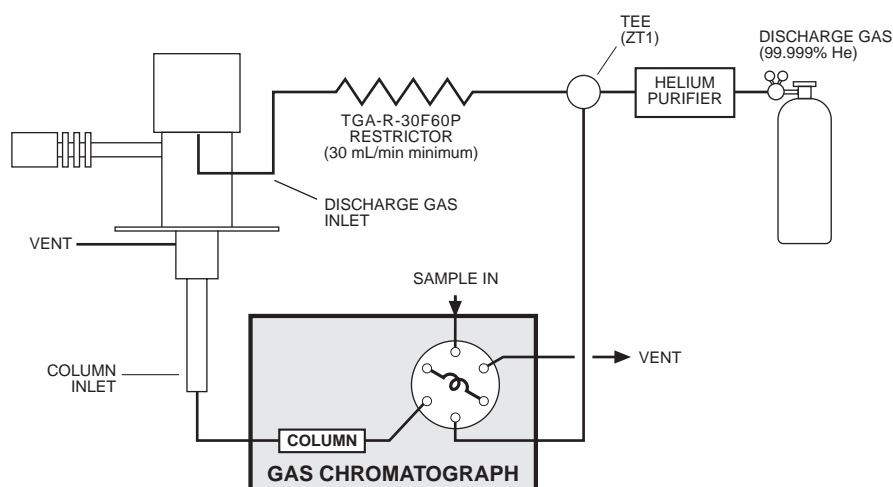 TEE
(ZT1)
DISCHARGE GAS
(99.999% He)
HELIUM
PURIFIER
TGA-R-30F60P
RESTRICTOR
(30 mL/min minimum)
DISCHARGE GAS
INLET
VENT
SAMPLE IN
VENT
COLUMN
INLET
COLUMN
GAS CHROMATOGRAPH